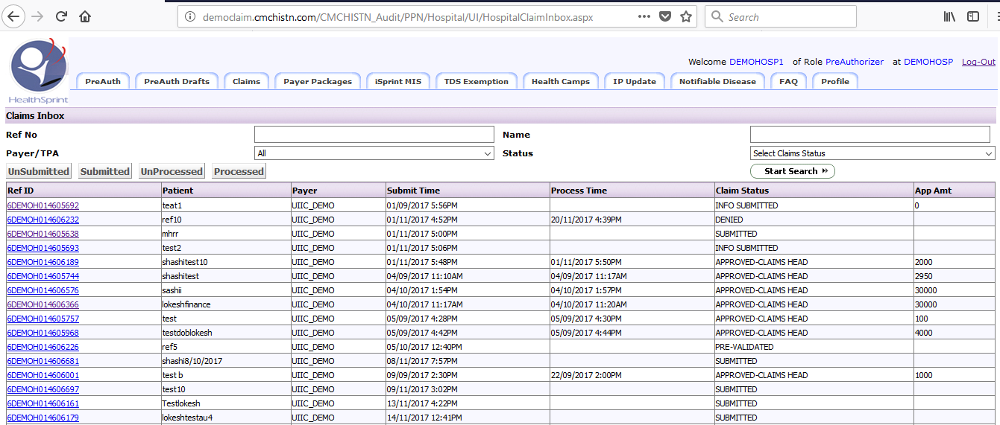 democlaim.cmchistn.com/CMCHISTN_Audit/PPN/Hospital/UI/HospitalClaimInbox.aspx Search
HealthSprint
Welcome DEMOHOSP1 of Role PreAuthorizer at DEMOHOSP Log-Out
PreAuth PreAuth Drafts Claims Payer Packages iSprint MIS TDS Exemption Health Camps IP Update Notifiable Disease FAQ Profile
Claims Inbox
Ref No Name
Payer/TPA All Status Select Claims Status
UnSubmitted Submitted UnProcessed Processed Start Search
Ref ID Patient Payer Submit Time Process Time Claim Status App Amt
6DEMOH014605692 teat1 UIIC_DEMO 01/09/2017 5:56PM INFO SUBMITTED 0
6DEMOH014606232 ref10 UIIC_DEMO 01/11/2017 4:52PM 20/11/2017 4:39PM DENIED
6DEMOH014605638 mhrr UIIC_DEMO 01/11/2017 5:00PM SUBMITTED
6DEMOH014605693 test2 UIIC_DEMO 01/11/2017 5:06PM INFO SUBMITTED
6DEMOH014606189 shashitest10 UIIC_DEMO 01/11/2017 5:48PM 01/11/2017 5:50PM APPROVED-CLAIMS HEAD 2000
6DEMOH014605744 shashitest UIIC_DEMO 04/09/2017 11:10AM 04/09/2017 11:17AM APPROVED-CLAIMS HEAD 2950
6DEMOH014606576 sashii UIIC_DEMO 04/10/2017 1:54PM 04/10/2017 1:57PM APPROVED-CLAIMS HEAD 30000
6DEMOH014606366 lokeshfinance UIIC_DEMO 04/10/2017 11:17AM 04/10/2017 11:20AM APPROVED-CLAIMS HEAD 30000
6DEMOH014605757 test UIIC_DEMO 05/09/2017 4:28PM 05/09/2017 4:30PM APPROVED-CLAIMS HEAD 100
6DEMOH014605968 testdoblokesh UIIC_DEMO 05/09/2017 4:42PM 05/09/2017 4:44PM APPROVED-CLAIMS HEAD 4000
6DEMOH014606226 ref5 UIIC_DEMO 05/10/2017 12:40PM PRE-VALIDATED
6DEMOH014606681 shashi8/10/2017 UIIC_DEMO 08/11/2017 7:57PM SUBMITTED
6DEMOH014606001 test b UIIC_DEMO 09/09/2017 2:30PM 22/09/2017 2:00PM APPROVED-CLAIMS HEAD 1000
6DEMOH014606697 test10 UIIC_DEMO 09/11/2017 3:02PM SUBMITTED
6DEMOH014606161 Testlokesh UIIC_DEMO 13/11/2017 4:22PM SUBMITTED
6DEMOH014606179 lokeshtestau4 UIIC_DEMO 14/11/2017 12:41PM SUBMITTED